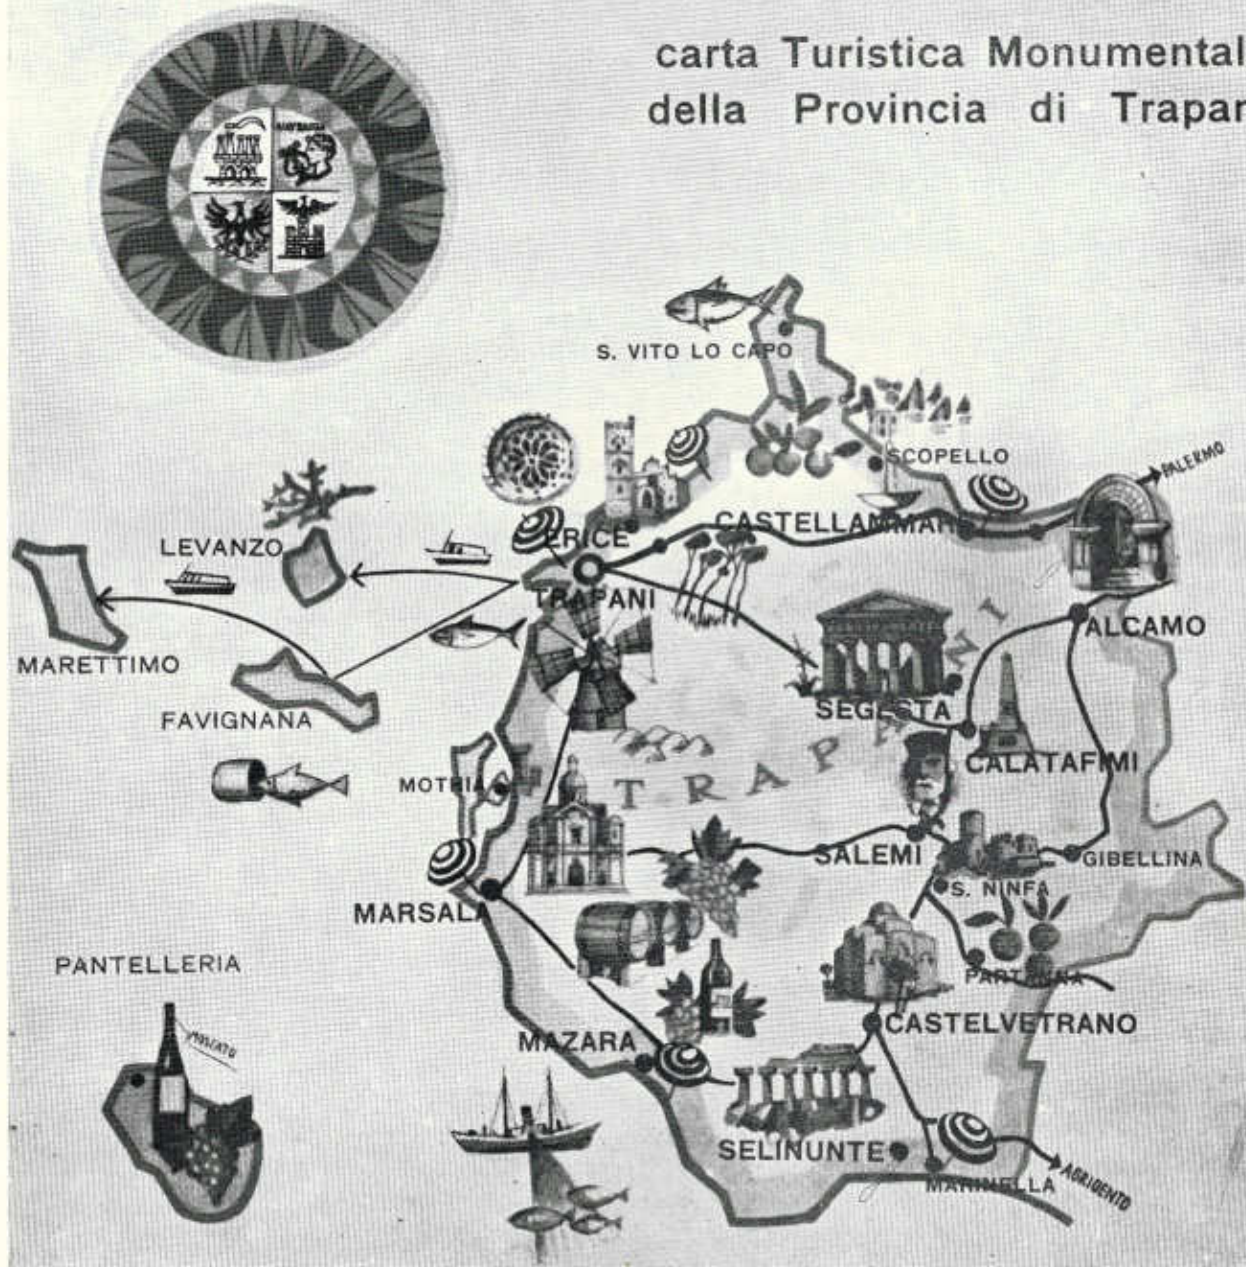 carta Turistica Monumental
della Provincia di Trapan
S. VITO LO CAPO
SCOPELLO
PALERMO
CASTELLAMMARE
ERICE
LEVANZO
TRAPANI
ALCAMO
MARETTIMO
FAVIGNANA
SEGESTA
CALATAFIMI
MOTHIA
TRAPANI
SALEMI
GIBELLINA
S. NINFA
MARSALA
PARTANNA
PANTELLERIA
MOSCATO
CASTELVETRANO
MAZARA
SELINUNTE
MARINELLA
AGRIGENTO